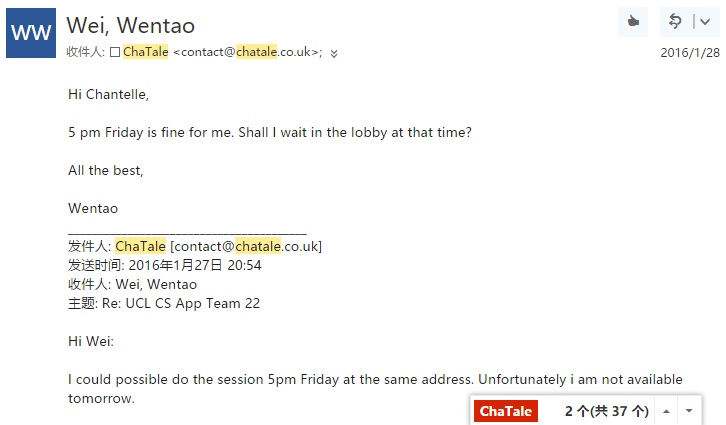 WW
Wei, Wentao
收件人: ChaTale <contact@chatale.co.uk>;
2016/1/28
Hi Chantelle,
5 pm Friday is fine for me. Shall I wait in the lobby at that time?
All the best,
Wentao
________________________________________
发件人: ChaTale [contact@chatale.co.uk]
发送时间: 2016年1月27日 20:54
收件人: Wei, Wentao
主题: Re: UCL CS App Team 22
Hi Wei:
I could possible do the session 5pm Friday at the same address. Unfortunately i am not available
tomorrow.
ChaTale 2 个(共 37 个)